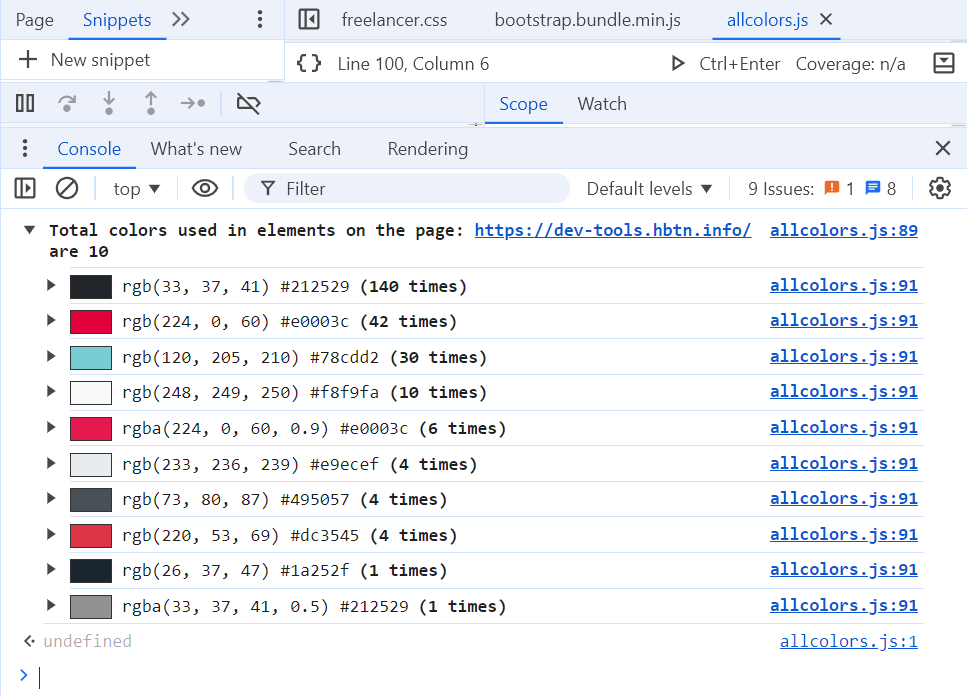 Page Snippets freelancer.css bootstrap.bundle.min.js allcolors.js
New snippet {} Line 100, Column 6 Ctrl+Enter Coverage: n/a
Scope Watch
Console What's new Search Rendering
top Filter Default levels 9 Issues: 1 8
Total colors used in elements on the page: https://dev-tools.hbtn.info/ allcolors.js:89
are 10
rgb(33, 37, 41) #212529 (140 times) allcolors.js:91
rgb(224, 0, 60) #e0003c (42 times) allcolors.js:91
rgb(120, 205, 210) #78cdd2 (30 times) allcolors.js:91
rgb(248, 249, 250) #f8f9fa (10 times) allcolors.js:91
rgba(224, 0, 60, 0.9) #e0003c (6 times) allcolors.js:91
rgb(233, 236, 239) #e9ecef (4 times) allcolors.js:91
rgb(73, 80, 87) #495057 (4 times) allcolors.js:91
rgb(220, 53, 69) #dc3545 (4 times) allcolors.js:91
rgb(26, 37, 47) #1a252f (1 times) allcolors.js:91
rgba(33, 37, 41, 0.5) #212529 (1 times) allcolors.js:91
undefined allcolors.js:1